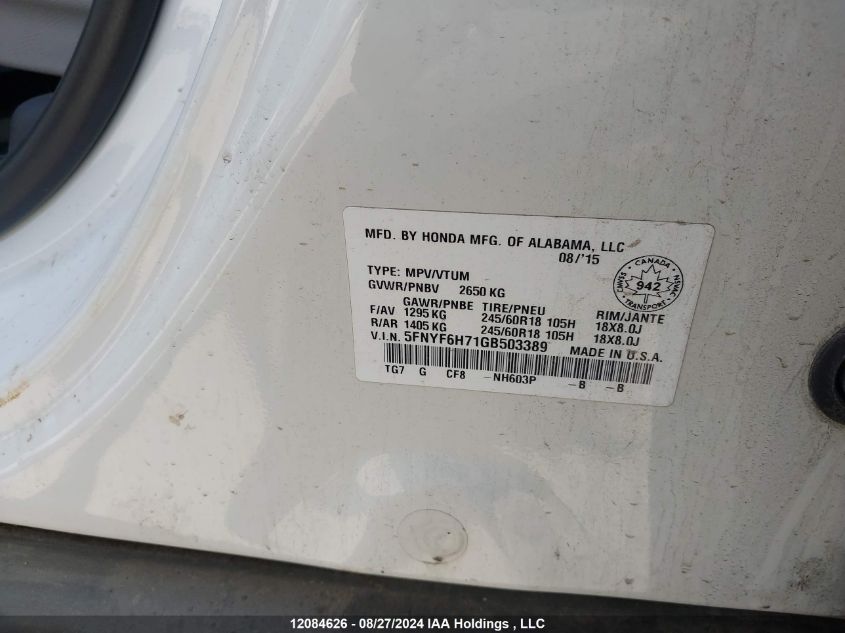 MFD. BY HONDA MFG. OF ALABAMA, LLC
08/'15
TYPE: MPV/VTUM
GVWR/PNBV 2650 KG
GAWR/PNBE TIRE/PNEU RIM/JANTE
F/AV 1295 KG 245/60R18 105H 18X8.0J
R/AR 1405 KG 245/60R18 105H 18X8.0J
V.I.N. 5FNYF6H71GB503389 MADE IN U.S.A.
TG7 G CF8 -NH603P -B -B
CANADA
942
TRANSPORT
12084626 - 08/27/2024 IAA Holdings , LLC